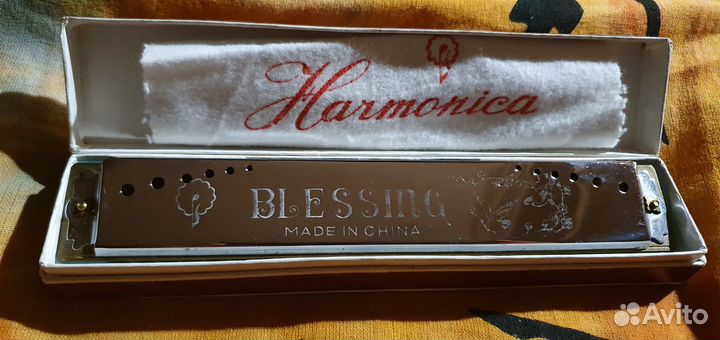 Harmonica
BLESSING
MADE IN CHINA
Avito